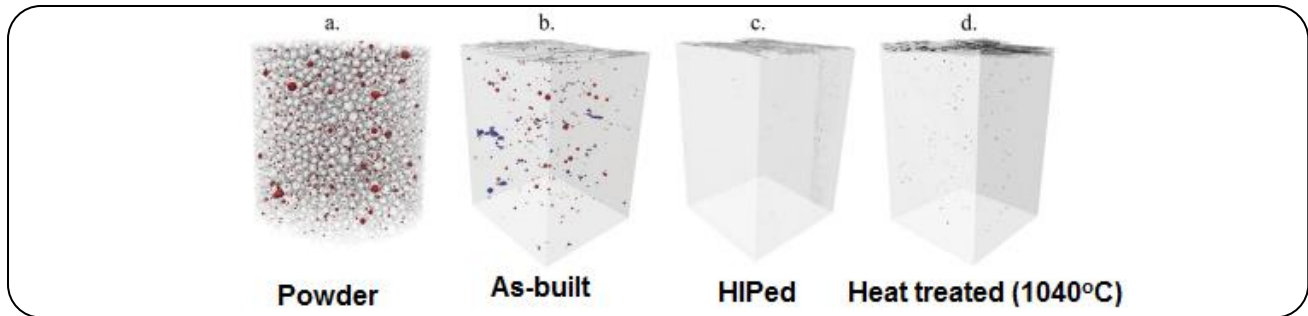 a.
b.
c.
d.
Powder
As-built
HIPed
Heat treated (1040°C)